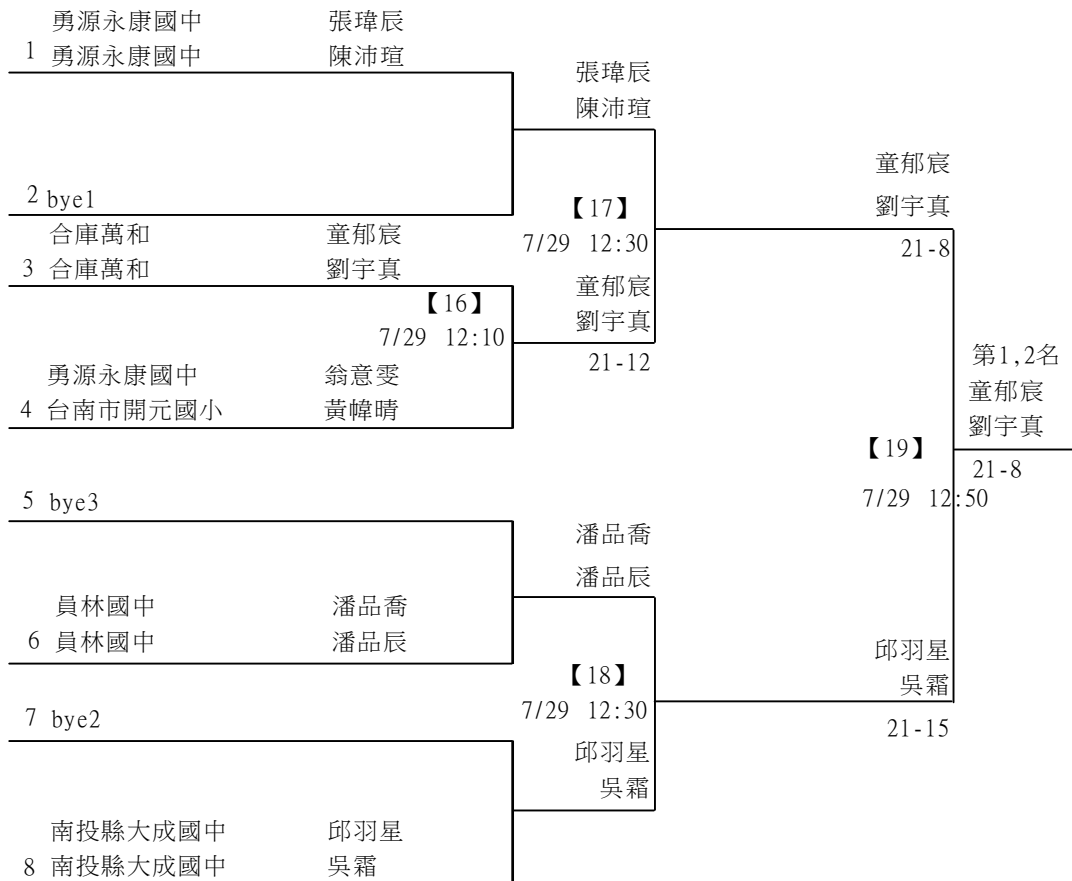 勇源永康國中 張瑋辰
1 勇源永康國中 陳沛瑄
張瑋辰
陳沛瑄
2 bye1
童郁宸
劉宇真
21-8
【17】
7/29 12:30
合庫萬和 童郁宸
3 合庫萬和 劉宇真
【16】
7/29 12:10
童郁宸
劉宇真
21-12
勇源永康國中 翁意雯
4 台南市開元國小 黃幃晴
第1,2名
童郁宸
劉宇真
21-8
【19】
7/29 12:50
5 bye3
潘品喬
潘品辰
員林國中 潘品喬
6 員林國中 潘品辰
【18】
7/29 12:30
邱羽星
吳霜
21-15
7 bye2
邱羽星
吳霜
南投縣大成國中 邱羽星
8 南投縣大成國中 吳霜